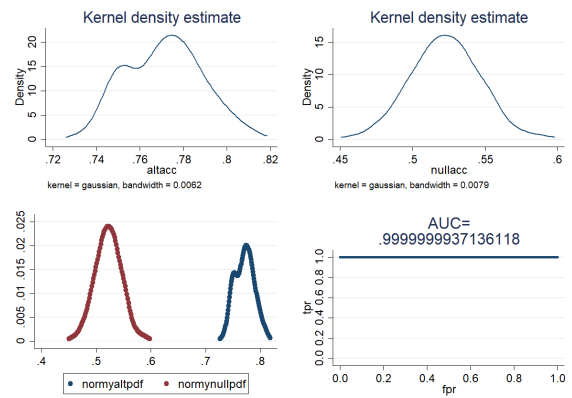 Kernel density estimate
Density
0 5 10 15 20
.72 .74 .76 .78 .8 .82
altacc
kernel = gaussian, bandwidth = 0.0062
Kernel density estimate
Density
0 5 10 15
.45 .5 .55 .6
nullacc
kernel = gaussian, bandwidth = 0.0079
0 .005 .01 .015 .02 .025
.4 .5 .6 .7 .8
normyaltpdf normynullpdf
AUC=
.9999999937136118
tpr
0.0 0.2 0.4 0.6 0.8 1.0
0.0 0.2 0.4 0.6 0.8 1.0
fpr